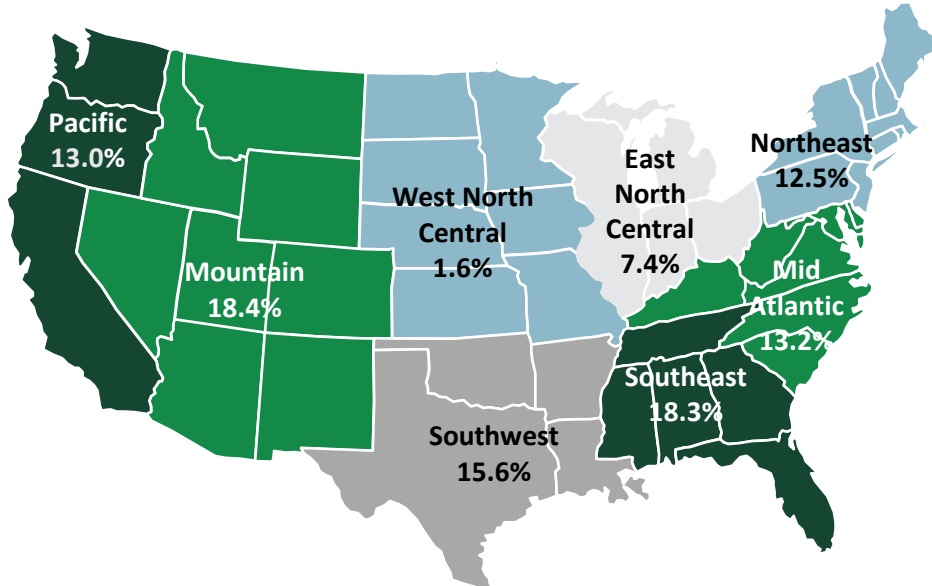 Pacific
13.0%
Mountain
18.4%
West North
Central
1.6%
East
North
Central
7.4%
Northeast
12.5%
Mid
Atlantic
13.2%
Southeast
18.3%
Southwest
15.6%